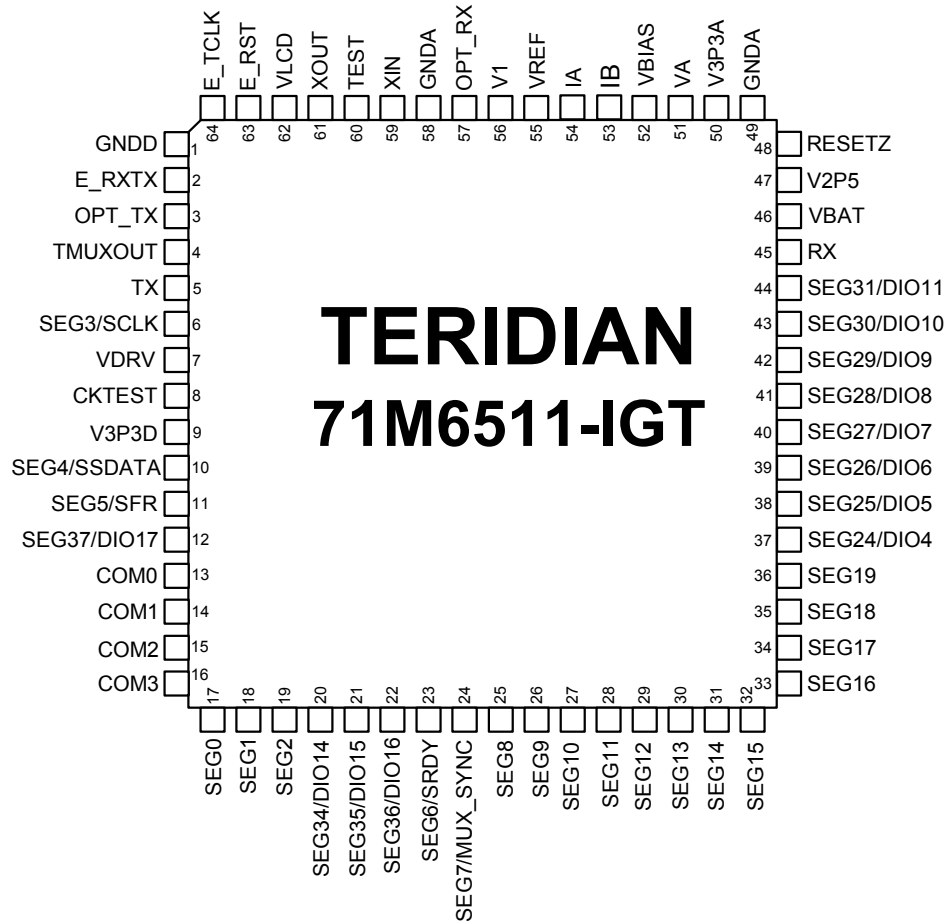 E_TCLK
E_RST
VLCD
XOUT
TEST
XIN
GNDA
OPT_RX
V1
VREF
IA
IB
VBIAS
VA
V3P3A
GNDA
64
63
62
61
60
59
58
57
56
55
54
53
52
51
50
49
GNDD 1
E_RXTX 2
OPT_TX 3
TMUXOUT 4
TX 5
SEG3/SCLK 6
VDRV 7
CKTEST 8
V3P3D 9
SEG4/SSDATA 10
SEG5/SFR 11
SEG37/DIO17 12
COM0 13
COM1 14
COM2 15
COM3 16
TERIDIAN
71M6511-IGT
48 RESETZ
47 V2P5
46 VBAT
45 RX
44 SEG31/DIO11
43 SEG30/DIO10
42 SEG29/DIO9
41 SEG28/DIO8
40 SEG27/DIO7
39 SEG26/DIO6
38 SEG25/DIO5
37 SEG24/DIO4
36 SEG19
35 SEG18
34 SEG17
33 SEG16
17
18
19
20
21
22
23
24
25
26
27
28
29
30
31
32
SEG0
SEG1
SEG2
SEG34/DIO14
SEG35/DIO15
SEG36/DIO16
SEG6/SRDY
SEG7/MUX_SYNC
SEG8
SEG9
SEG10
SEG11
SEG12
SEG13
SEG14
SEG15